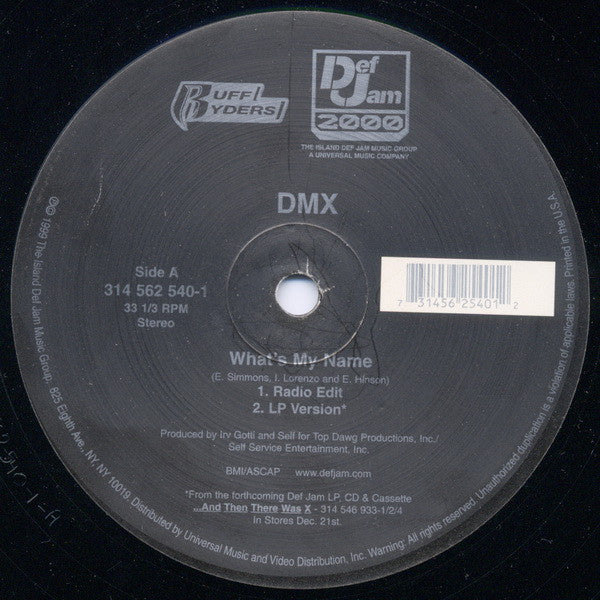 RUFF
RYDERS
Def
Jam
2000
THE ISLAND DEF JAM MUSIC GROUP
A UNIVERSAL MUSIC COMPANY
DMX
Side A
314 562 540-1
33 1/3 RPM
Stereo
7 31456 25401 2
What's My Name
(E. Simmons, I. Lorenzo and E. Hinson)
1. Radio Edit
2. LP Version*
Produced by Irv Gotti and Self for Top Dawg Productions, Inc./
Self Service Entertainment, Inc.
BMI/ASCAP www.defjam.com
*From the forthcoming Def Jam LP, CD & Cassette
...And Then There Was X - 314 546 933-1/2/4
In Stores Dec. 21st.
℗© 1999 The Island Def Jam Music Group, 825 Eighth Ave., NY, NY 10019. Distributed by Universal Music and Video Distribution, Inc. Warning: All rights reserved. Unauthorized duplication is a violation of applicable laws. Printed in the U.S.A.